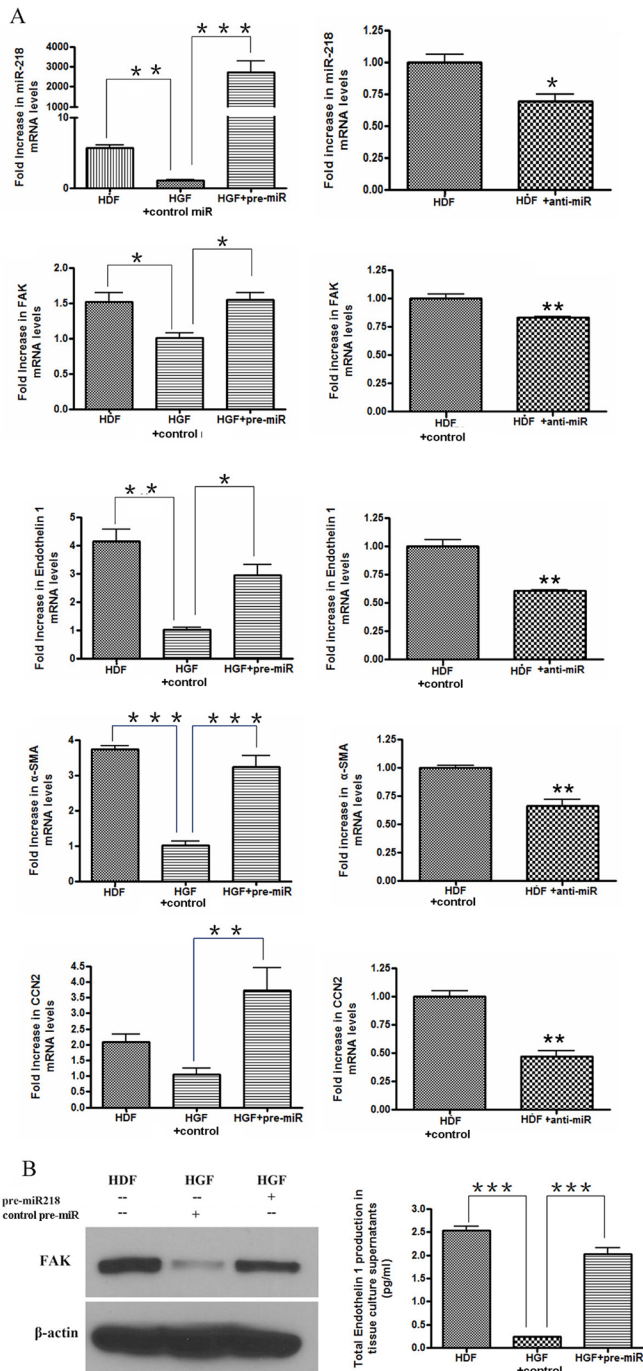 A
Fold Increase in miR-218
mRNA levels
4000
3000
2000
1000
10
5
0
* *
* * *
HDF
HGF
HGF+pre-miR
+control miR
Fold increase in miR-218
mRNA levels
1.25
1.00
0.75
0.50
0.25
0.00
*
HDF
HDF +anti-miR
Fold Increase in FAK
mRNA levels
2.0
1.5
1.0
0.5
0.0
*
*
HDF
HGF
HGF+pre-miR
+control
Fold increase in FAK
mRNA levels
1.25
1.00
0.75
0.50
0.25
0.00
**
HDF
HDF +anti-miR
+control
Fold Increase in Endothelin 1
mRNA levels
5
4
3
2
1
0
* *
*
HDF
HGF
HGF+pre-miR
+control
Fold Increase in Endothelin 1
mRNA levels
1.25
1.00
0.75
0.50
0.25
0.00
**
HDF
HDF +anti-miR
+control
Fold Increase in α-SMA
mRNA levels
4
3
2
1
0
* * *
* * *
HDF
HGF
HGF+pre-miR
+control
Fold Increase in α-SMA
mRNA levels
1.25
1.00
0.75
0.50
0.25
0.00
**
HDF
HDF +anti-miR
+control
Fold Increase in CCN2
mRNA levels
4.5
4.0
3.5
3.0
2.5
2.0
1.5
1.0
0.5
0.0
* *
HDF
HGF
HGF+pre-miR
+control
Fold Increase in CCN2
mRNA levels
1.25
1.00
0.75
0.50
0.25
0.00
**
HDF
HDF +anti-miR
+control
B
HDF HGF HGF
pre-miR218 -- -- +
control pre-miR -- + --
FAK
β-actin
Total Endothelin 1 production in
tissue culture supernatants
(pg/ml)
3.0
2.5
2.0
1.5
1.0
0.5
0.0
***
***
HDF
HGF
HGF+pre-miR
+control